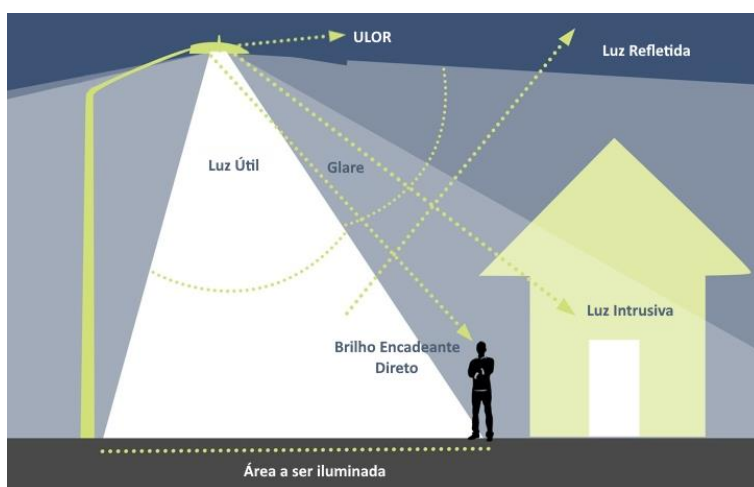 ULOR
Luz Refletida
Luz Útil
Glare
Luz Intrusiva
Brilho Encadeante
Direto
Área a ser iluminada